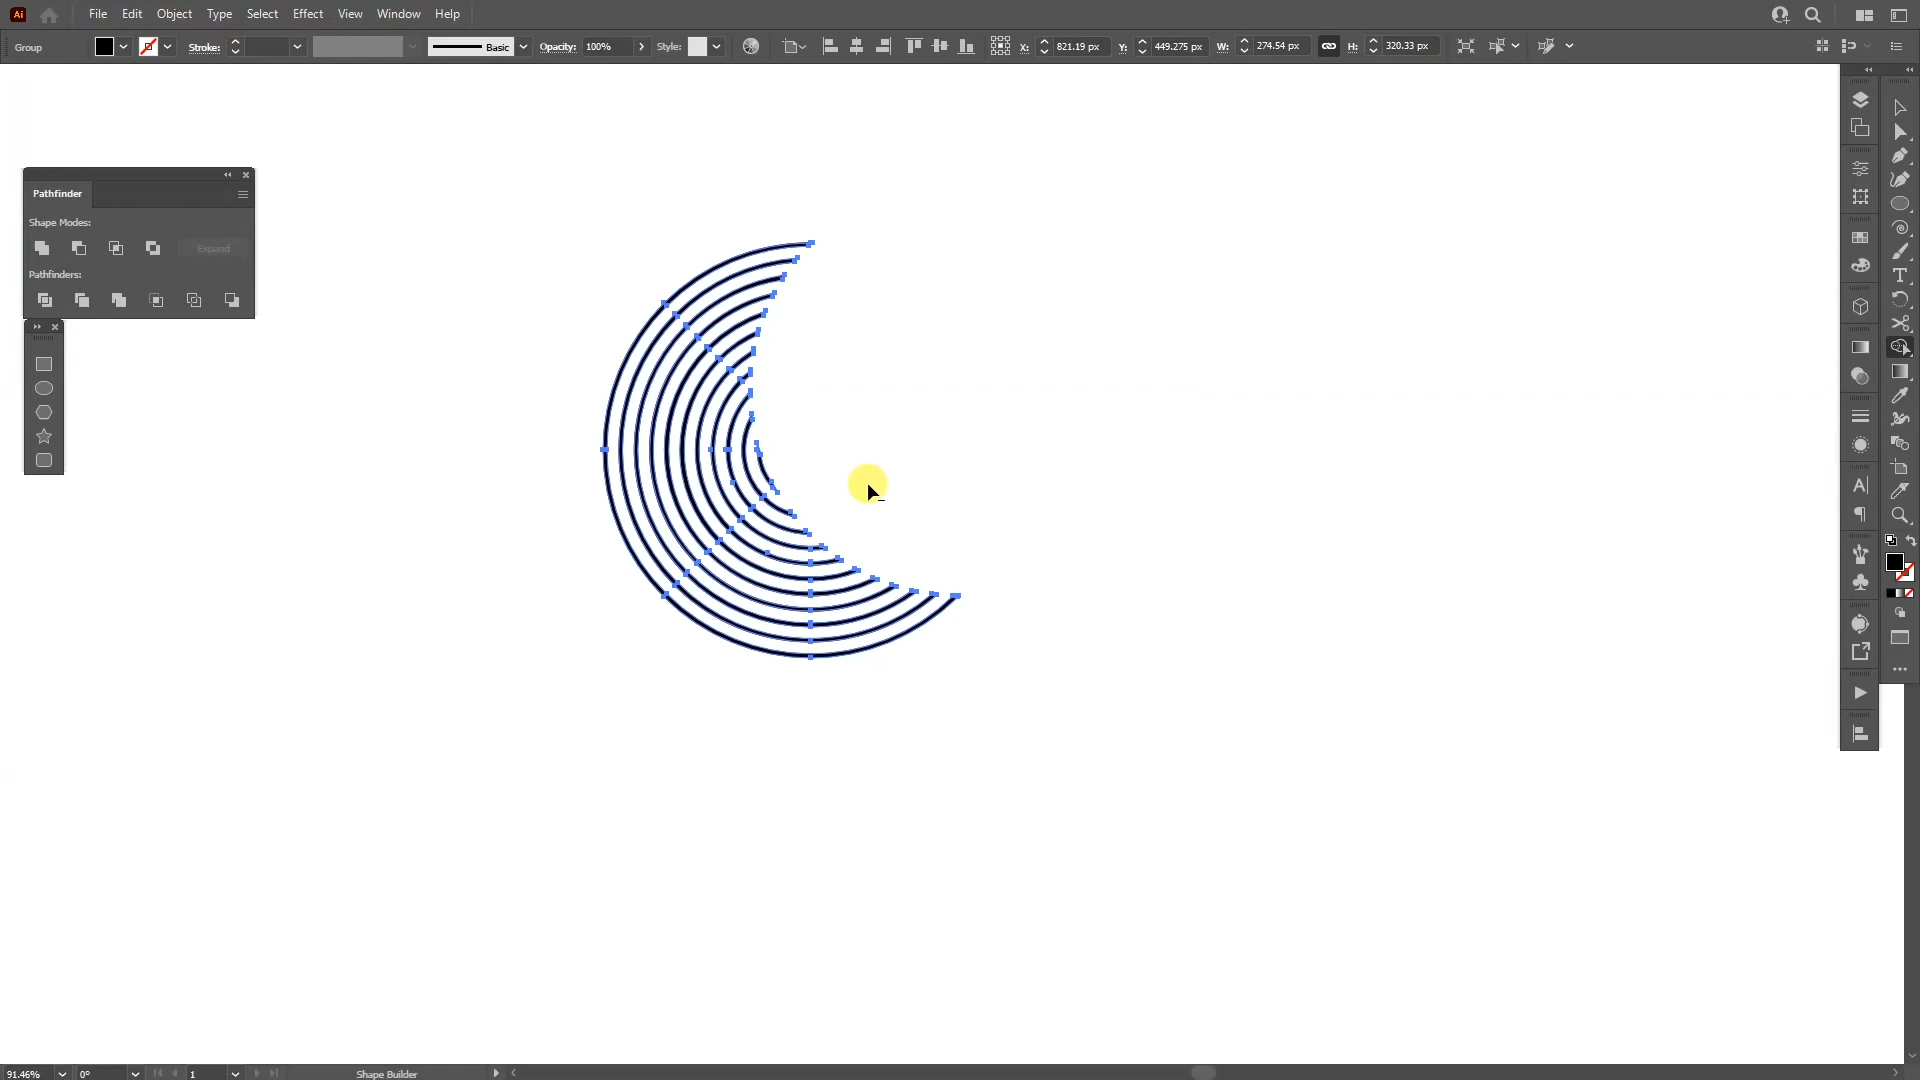 Ai File Edit Object Type Select Effect View Window Help
Group Stroke: Basic Opacity: 100% Style: X: 821.19 px Y: 449.275 px W: 274.54 px H: 320.33 px
Pathfinder
Shape Modes:
Expand
Pathfinders:
91.46% 0° 1 Shape Builder